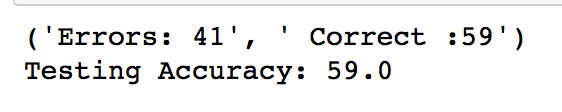 ('Errors: 41', ' Correct :59')
Testing Accuracy: 59.0